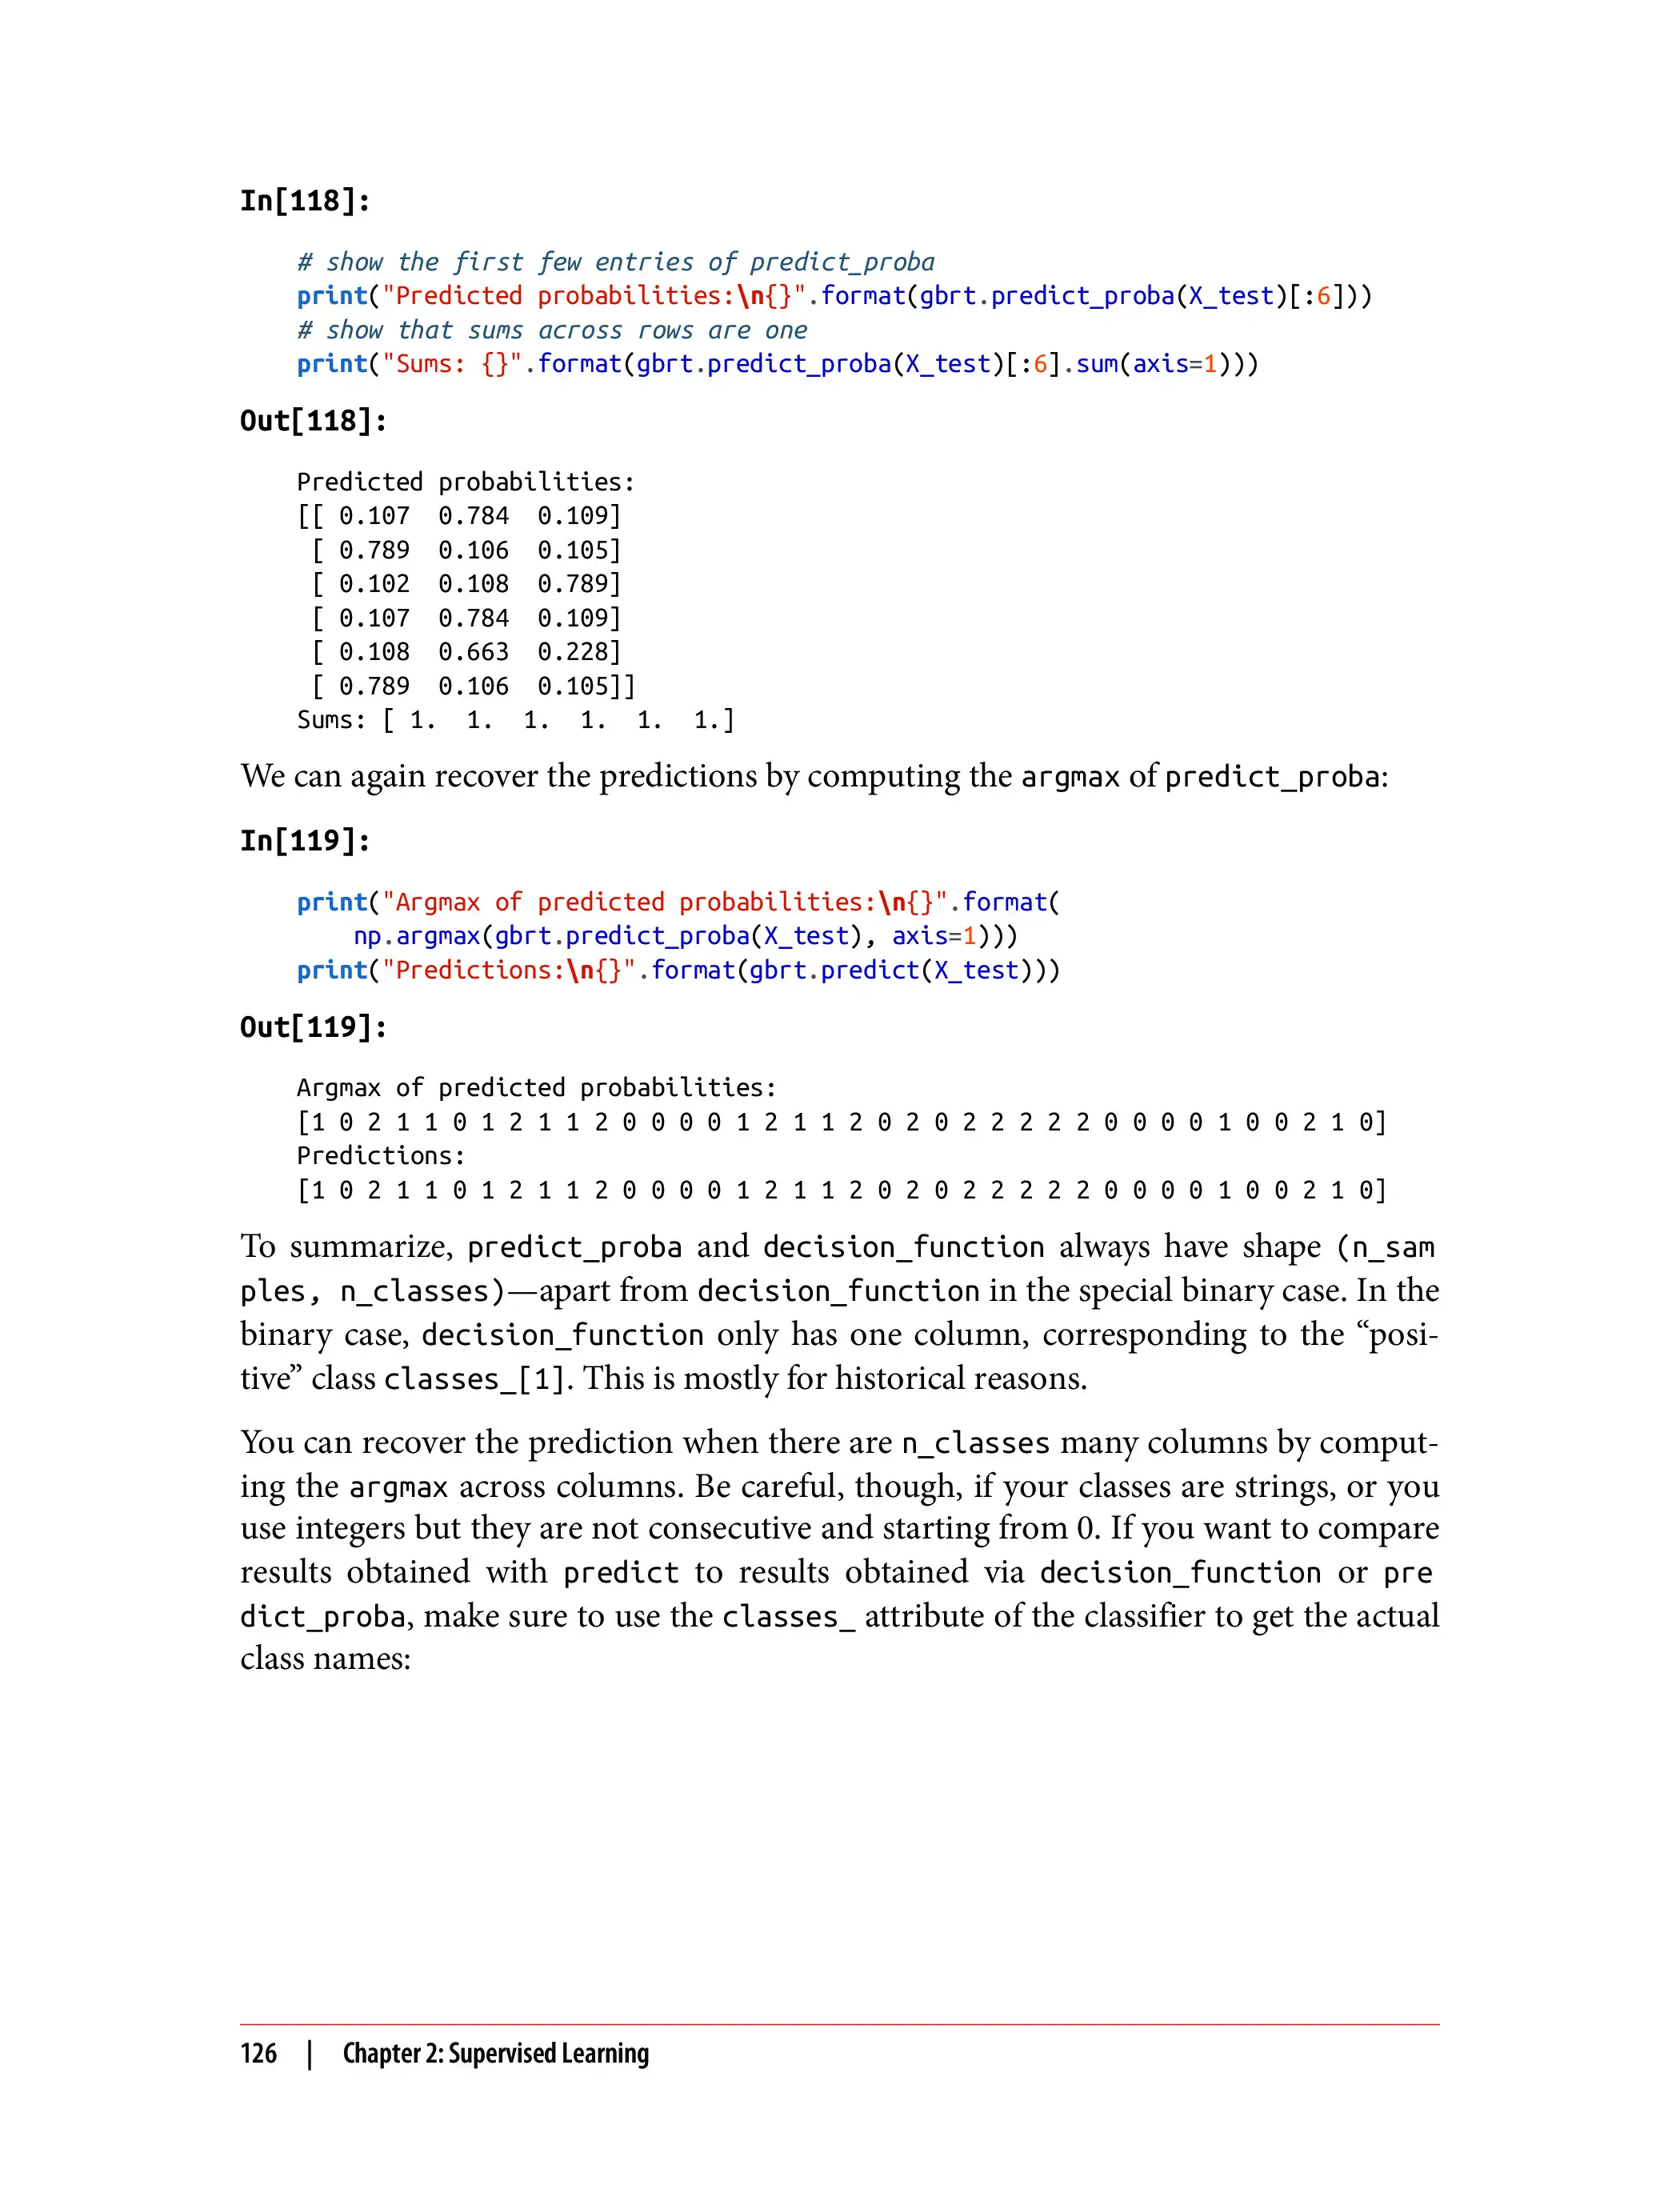 In[118]:
# show the first few entries of predict_proba
print("Predicted probabilities:\n{}".format(gbrt.predict_proba(X_test)[:6]))
# show that sums across rows are one
print("Sums: {}".format(gbrt.predict_proba(X_test)[:6].sum(axis=1)))
Out[118]:
Predicted probabilities:
[[ 0.107  0.784  0.109]
 [ 0.789  0.106  0.105]
 [ 0.102  0.108  0.789]
 [ 0.107  0.784  0.109]
 [ 0.108  0.663  0.228]
 [ 0.789  0.106  0.105]]
Sums: [ 1.  1.  1.  1.  1.  1.]
We can again recover the predictions by computing the argmax of predict_proba:
In[119]:
print("Argmax of predicted probabilities:\n{}".format(
    np.argmax(gbrt.predict_proba(X_test), axis=1)))
print("Predictions:\n{}".format(gbrt.predict(X_test)))
Out[119]:
Argmax of predicted probabilities:
[1 0 2 1 1 0 1 2 1 1 2 0 0 0 0 1 2 1 1 2 0 2 0 2 2 2 2 2 0 0 0 0 1 0 0 2 1 0]
Predictions:
[1 0 2 1 1 0 1 2 1 1 2 0 0 0 0 1 2 1 1 2 0 2 0 2 2 2 2 2 0 0 0 0 1 0 0 2 1 0]
To summarize, predict_proba and decision_function always have shape (n_sam
ples, n_classes)—apart from decision_function in the special binary case. In the
binary case, decision_function only has one column, corresponding to the “posi-
tive” class classes_[1]. This is mostly for historical reasons.
You can recover the prediction when there are n_classes many columns by comput-
ing the argmax across columns. Be careful, though, if your classes are strings, or you
use integers but they are not consecutive and starting from 0. If you want to compare
results obtained with predict to results obtained via decision_function or pre
dict_proba, make sure to use the classes_ attribute of the classifier to get the actual
class names:
126 | Chapter 2: Supervised Learning